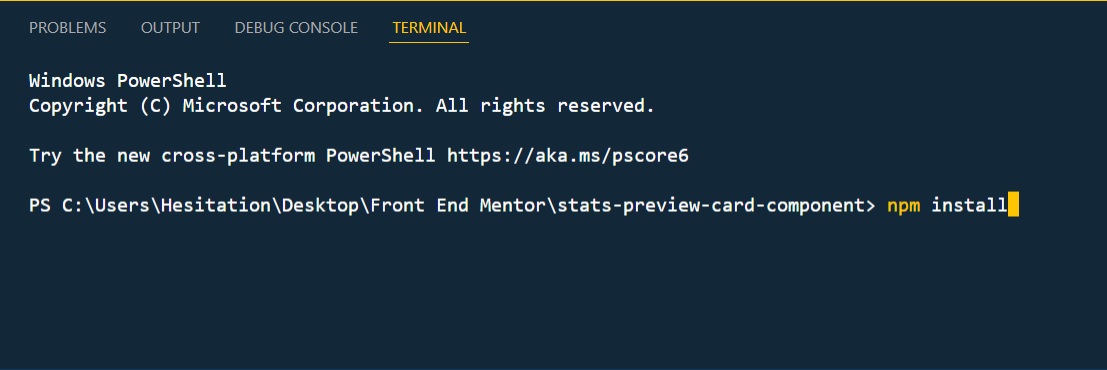 PROBLEMS OUTPUT DEBUG CONSOLE TERMINAL
Windows PowerShell
Copyright (C) Microsoft Corporation. All rights reserved.
Try the new cross-platform PowerShell https://aka.ms/pscore6
PS C:\Users\Hesitation\Desktop\Front End Mentor\stats-preview-card-component> npm install